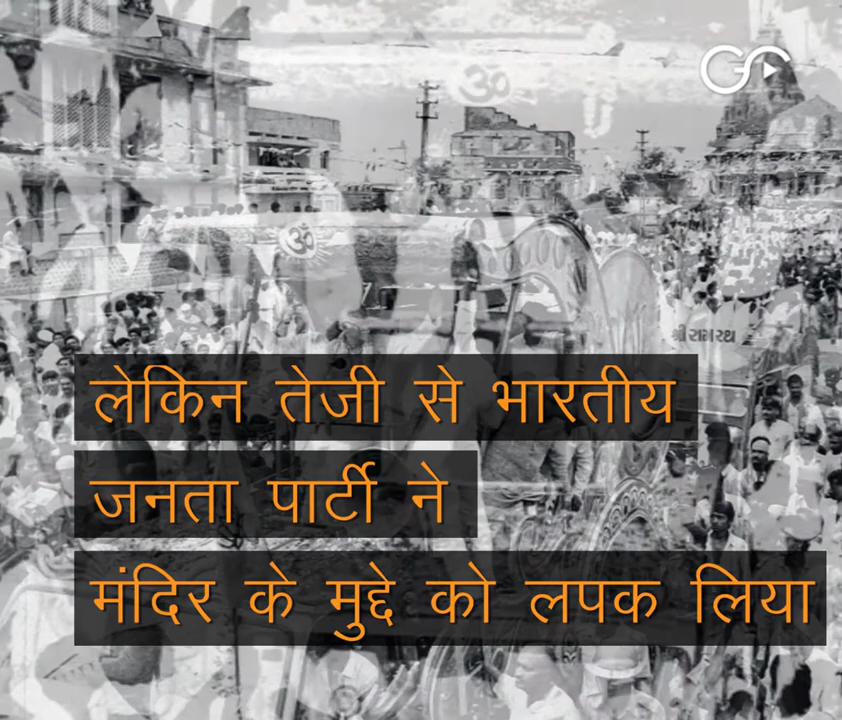 ॐ
ॐ
लेकिन तेजी से भारतीय
जनता पार्टी ने
मंदिर के मुद्दे को लपक लिया